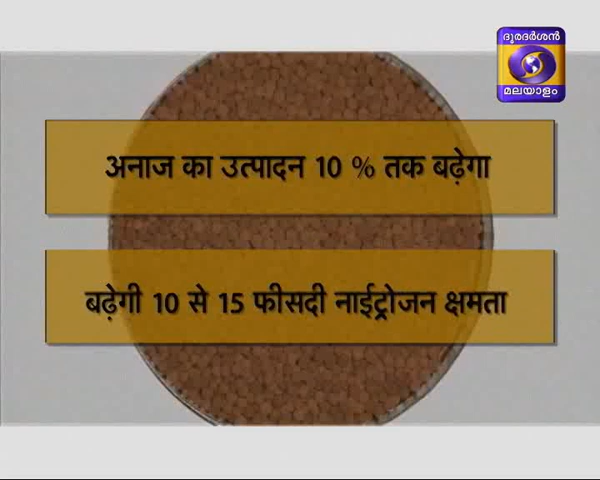 ദൂരദർശൻ
മലയാളം
अनाज का उत्पादन 10 % तक बढ़ेगा
बढ़ेगी 10 से 15 फीसदी नाईट्रोजन क्षमता